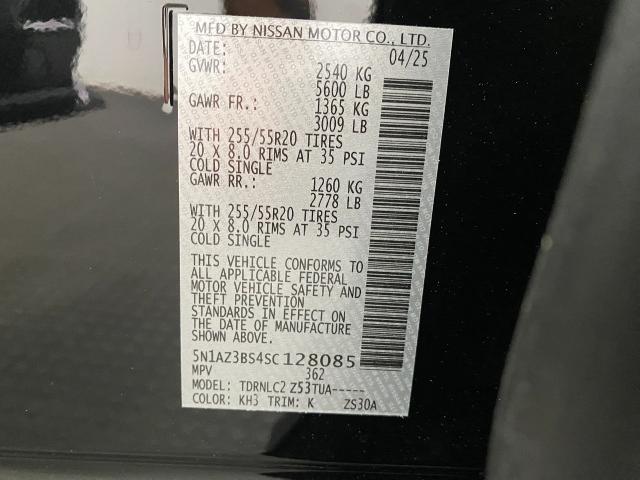 MFD BY NISSAN MOTOR CO., LTD.
DATE: 04/25
GVWR: 2540 KG
5600 LB
GAWR FR.: 1365 KG
3009 LB
WITH 255/55R20 TIRES
20 X 8.0 RIMS AT 35 PSI
COLD SINGLE
GAWR RR.: 1260 KG
2778 LB
WITH 255/55R20 TIRES
20 X 8.0 RIMS AT 35 PSI
COLD SINGLE
THIS VEHICLE CONFORMS TO
ALL APPLICABLE FEDERAL
MOTOR VEHICLE SAFETY AND
THEFT PREVENTION
STANDARDS IN EFFECT ON
THE DATE OF MANUFACTURE
SHOWN ABOVE.
5N1AZ3BS4SC128085
MPV 362
MODEL: TDRNLC2 Z53TUA-----
COLOR: KH3 TRIM: K ZS30A